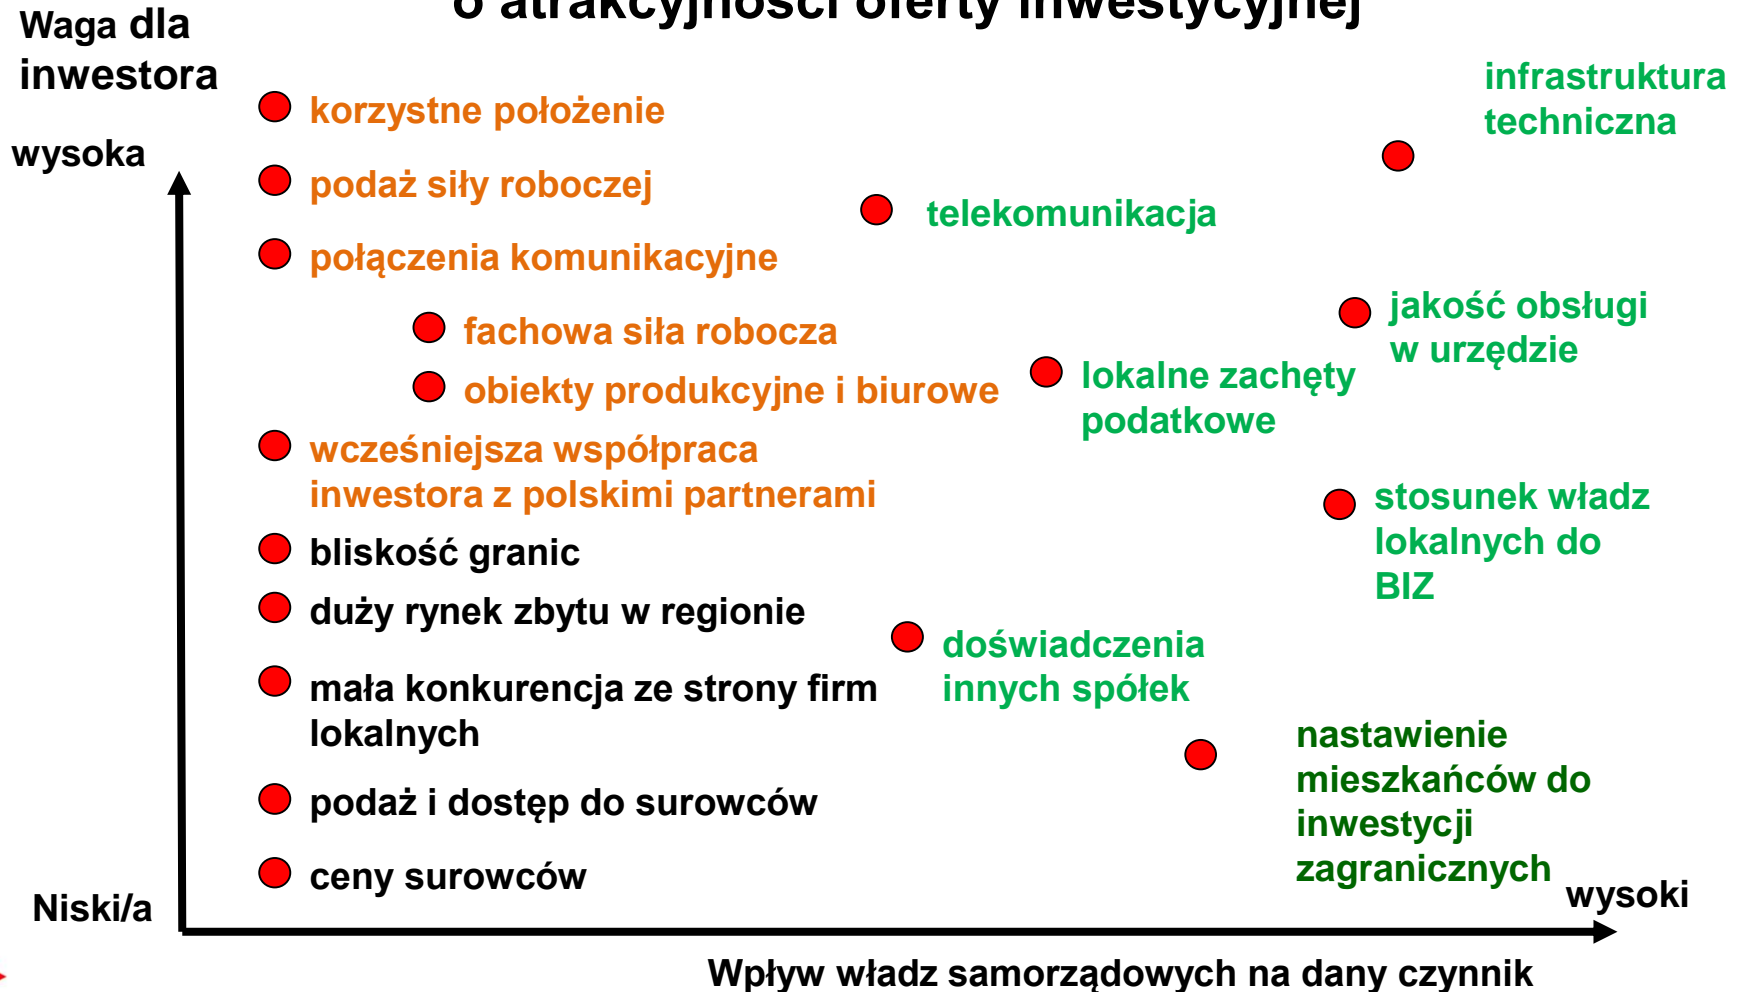 o atrakcyjności oferty inwestycyjnej
Waga dla
inwestora
wysoka
korzystne położenie
podaż siły roboczej
połączenia komunikacyjne
fachowa siła robocza
obiekty produkcyjne i biurowe
wcześniejsza współpraca
inwestora z polskimi partnerami
bliskość granic
duży rynek zbytu w regionie
mała konkurencja ze strony firm
lokalnych
podaż i dostęp do surowców
ceny surowców
infrastruktura
techniczna
telekomunikacja
jakość obsługi
w urzędzie
lokalne zachęty
podatkowe
stosunek władz
lokalnych do
BIZ
doświadczenia
innych spółek
nastawienie
mieszkańców do
inwestycji
zagranicznych
Niski/a
wysoki
Wpływ władz samorządowych na dany czynnik